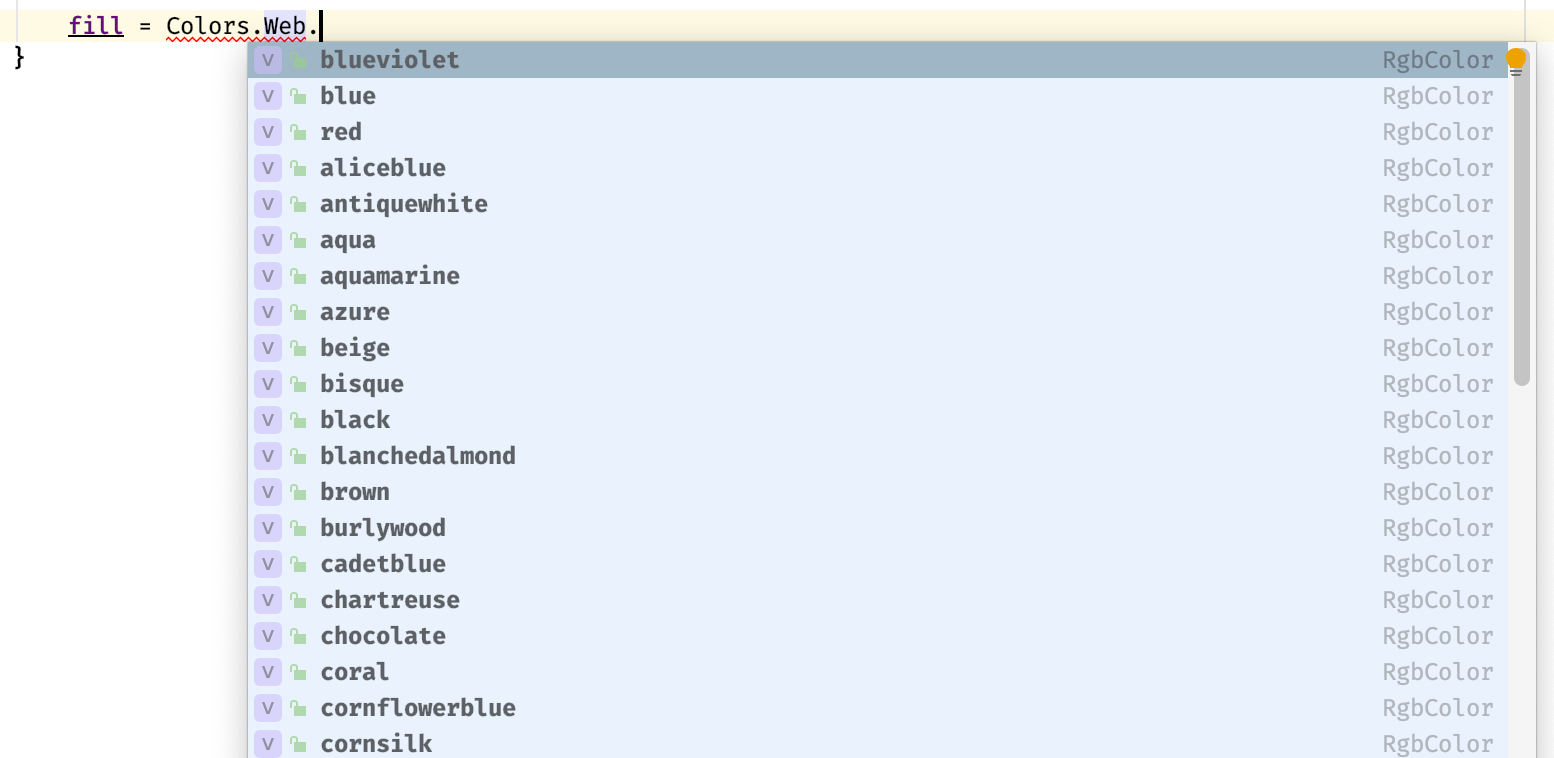 fill = Colors.Web.
}
V blueviolet RgbColor
V blue RgbColor
V red RgbColor
V aliceblue RgbColor
V antiquewhite RgbColor
V aqua RgbColor
V aquamarine RgbColor
V azure RgbColor
V beige RgbColor
V bisque RgbColor
V black RgbColor
V blanchedalmond RgbColor
V brown RgbColor
V burlywood RgbColor
V cadetblue RgbColor
V chartreuse RgbColor
V chocolate RgbColor
V coral RgbColor
V cornflowerblue RgbColor
V cornsilk RgbColor